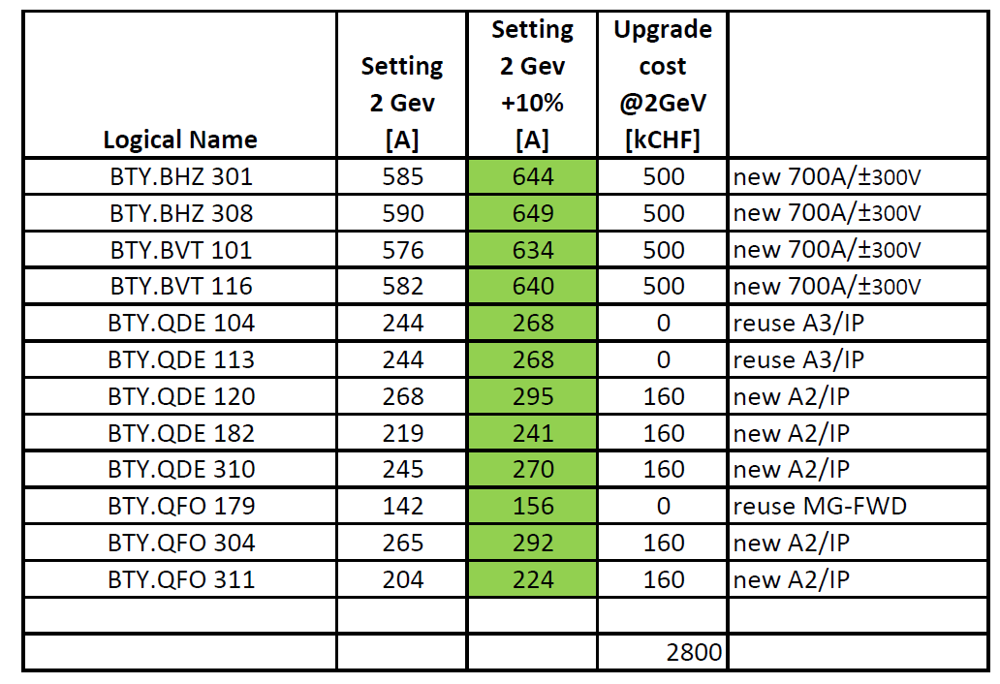 Logical Name Setting 2 Gev [A] Setting 2 Gev +10% [A] Upgrade cost @2GeV [kCHF]
BTY.BHZ 301 585 644 500 new 700A/±300V
BTY.BHZ 308 590 649 500 new 700A/±300V
BTY.BVT 101 576 634 500 new 700A/±300V
BTY.BVT 116 582 640 500 new 700A/±300V
BTY.QDE 104 244 268 0 reuse A3/IP
BTY.QDE 113 244 268 0 reuse A3/IP
BTY.QDE 120 268 295 160 new A2/IP
BTY.QDE 182 219 241 160 new A2/IP
BTY.QDE 310 245 270 160 new A2/IP
BTY.QFO 179 142 156 0 reuse MG-FWD
BTY.QFO 304 265 292 160 new A2/IP
BTY.QFO 311 204 224 160 new A2/IP
2800